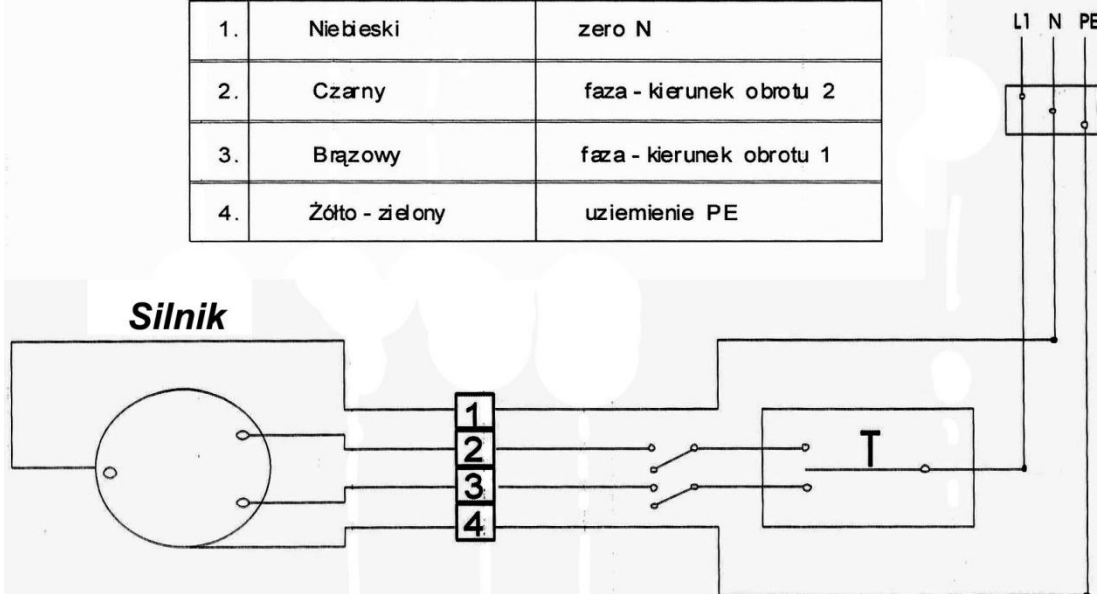 1. Niebieski zero N
2. Czarny faza - kierunek obrotu 2
3. Brązowy faza - kierunek obrotu 1
4. Żółto - zielony uziemienie PE
L1 N PE
Silnik
1
2
3
4
T